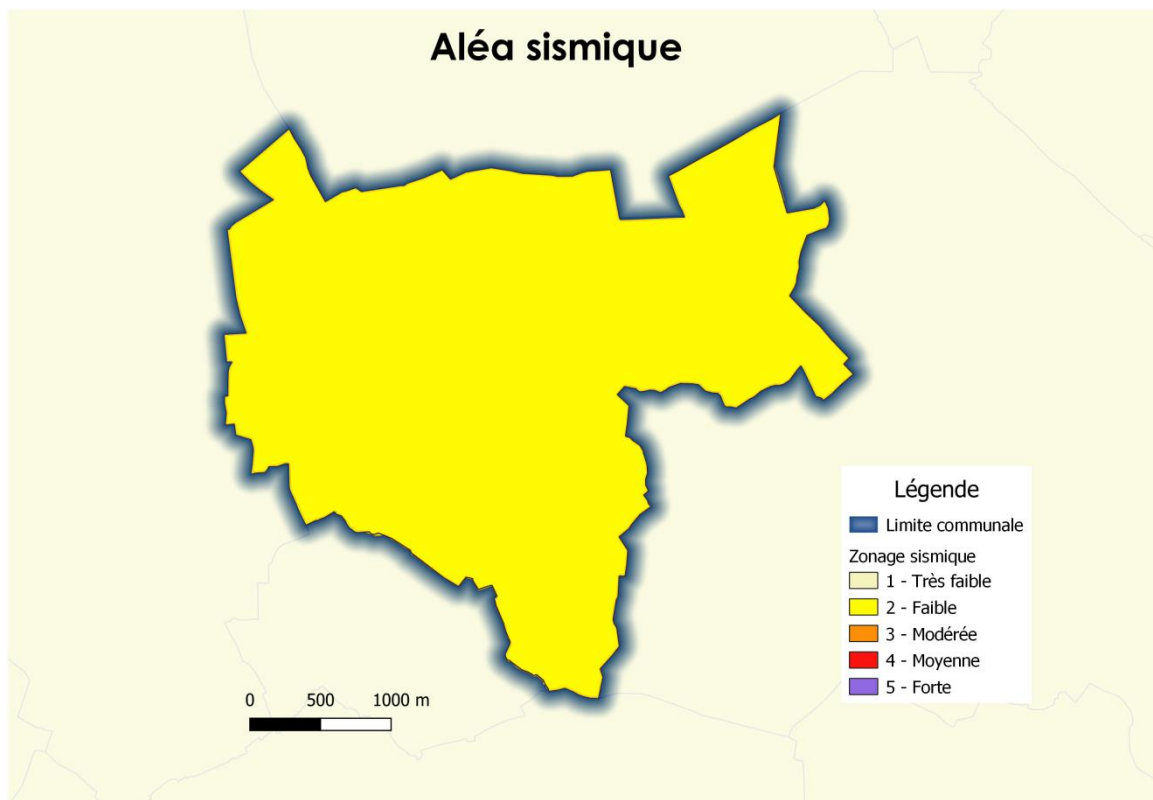 Aléa sismique
Légende
Limite communale
Zonage sismique
1 - Très faible
2 - Faible
3 - Modérée
4 - Moyenne
5 - Forte
0 500 1000 m